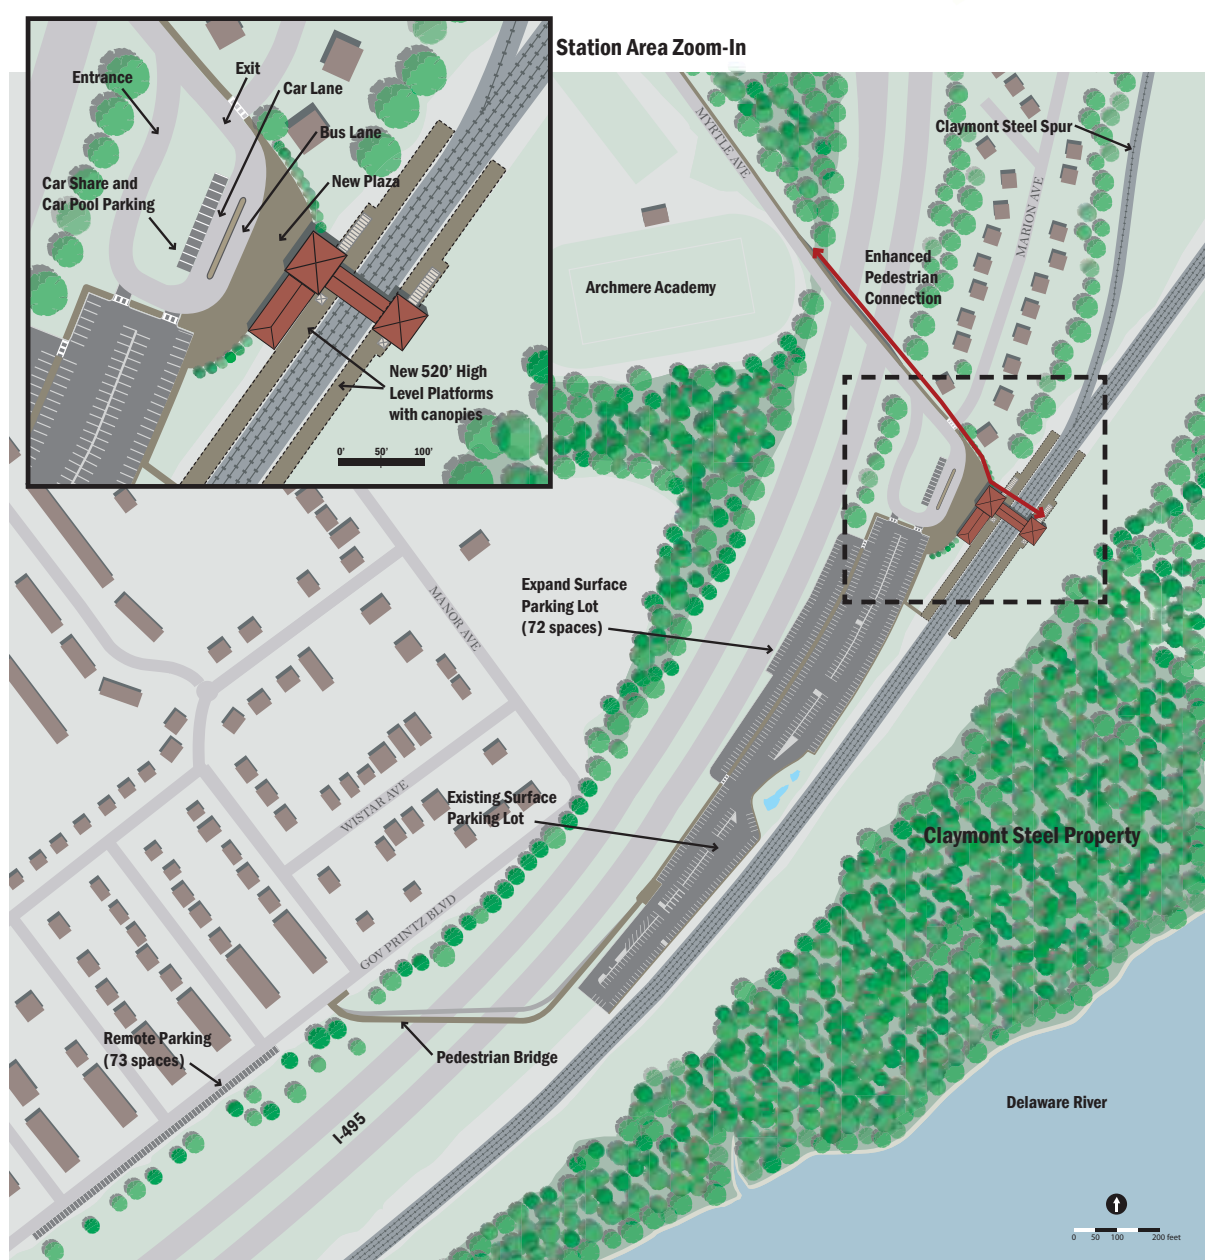 Station Area Zoom-In
Entrance
Exit
Car Lane
Bus Lane
Car Share and
Car Pool Parking
New Plaza
New 520’ High
Level Platforms
with canopies
0’ 50’ 100’
MYRTLE AVE
Claymont Steel Spur
MARION AVE
Enhanced
Pedestrian
Connection
Archmere Academy
Expand Surface
Parking Lot
(72 spaces)
MANOR AVE
WISTAR AVE
Existing Surface
Parking Lot
Claymont Steel Property
GOV PRINTZ BLVD
Remote Parking
(73 spaces)
Pedestrian Bridge
I-495
Delaware River
0 50 100 200 feet